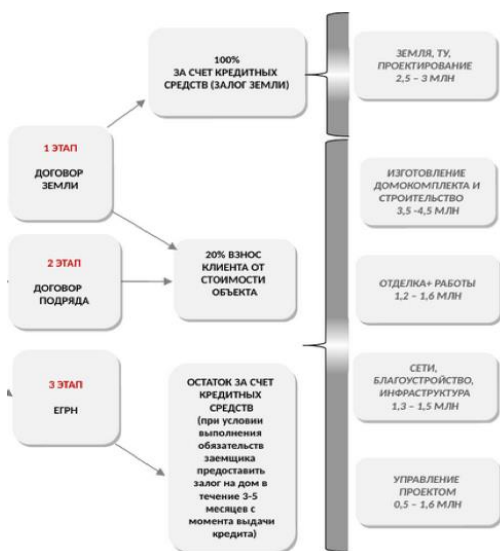 100%
ЗА СЧЕТ КРЕДИТНЫХ
СРЕДСТВ (ЗАЛОГ ЗЕМЛИ)
ЗЕМЛЯ, ТУ,
ПРОЕКТИРОВАНИЕ
2,5 – 3 МЛН
1 ЭТАП
ДОГОВОР
ЗЕМЛИ
ИЗГОТОВЛЕНИЕ
ДОМОКОМПЛЕКТА И
СТРОИТЕЛЬСТВО
3,5 -4,5 МЛН
2 ЭТАП
ДОГОВОР
ПОДРЯДА
20% ВЗНОС
КЛИЕНТА ОТ
СТОИМОСТИ
ОБЪЕКТА
ОТДЕЛКА+ РАБОТЫ
1,2 – 1,6 МЛН
3 ЭТАП
ЕГРН
ОСТАТОК ЗА СЧЕТ
КРЕДИТНЫХ
СРЕДСТВ
(при условии
выполнения
обязательств
заемщика
предоставить
залог на дом в
течение 3-5
месяцев с
момента выдачи
кредита)
СЕТИ,
БЛАГОУСТРОЙСТВО,
ИНФРАСТРУКТУРА
1,3 – 1,5 МЛН
УПРАВЛЕНИЕ
ПРОЕКТОМ
0,5 – 1,6 МЛН